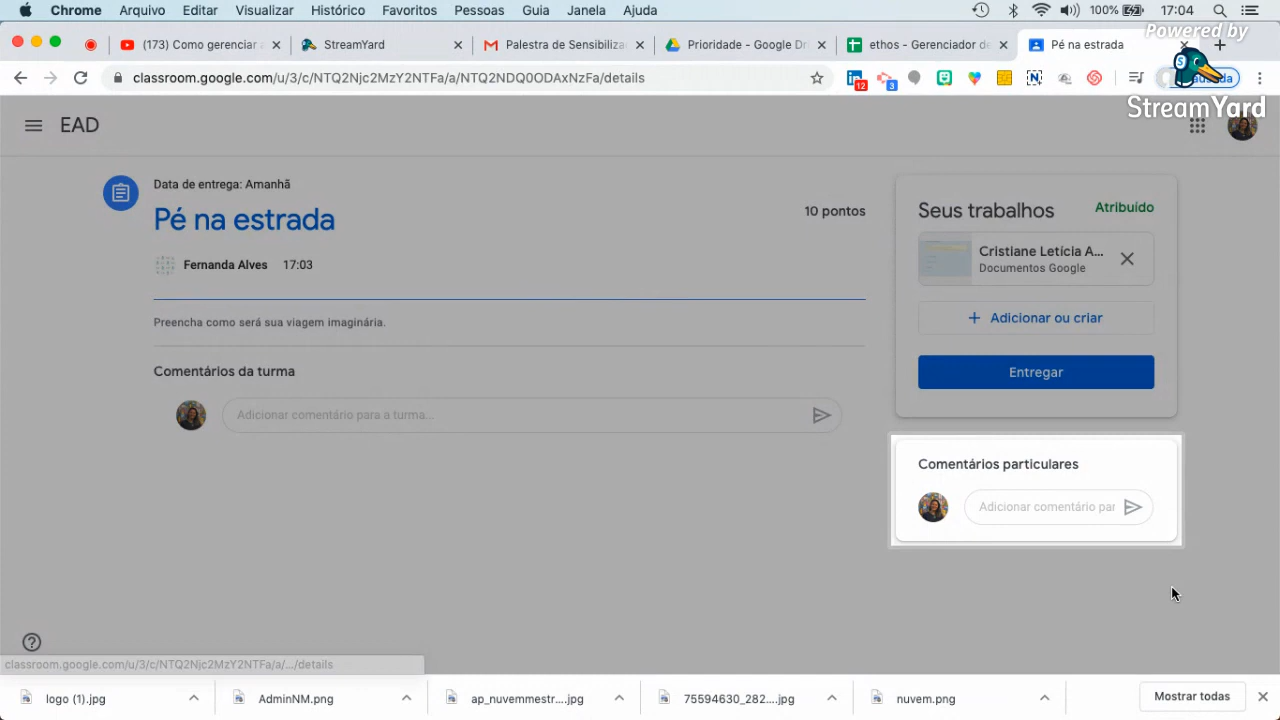 Chrome Arquivo Editar Visualizar Histórico Favoritos Pessoas Guia Janela Ajuda 100% 17:04
(173) Como gerenciar a
StreamYard
Palestra de Sensibiliza
Prioridade - Google Dri
ethos - Gerenciador de
Pé na estrada
Powered by
StreamYard
classroom.google.com/u/3/c/NTQ2Njc2MzY2NTFa/a/NTQ2NDQ0ODAxNzFa/details
12
3
EAD
Data de entrega: Amanhã
Pé na estrada
10 pontos
Fernanda Alves 17:03
Preencha como será sua viagem imaginária.
Comentários da turma
Adicionar comentário para a turma...
Seus trabalhos
Atribuído
Cristiane Letícia A...
Documentos Google
+ Adicionar ou criar
Entregar
Comentários particulares
Adicionar comentário par
classroom.google.com/u/3/c/NTQ2Njc2MzY2NTFa/a/.../details
logo (1).jpg
AdminNM.png
ap_nuvemmestr....jpg
75594630_282....jpg
nuvem.png
Mostrar todas